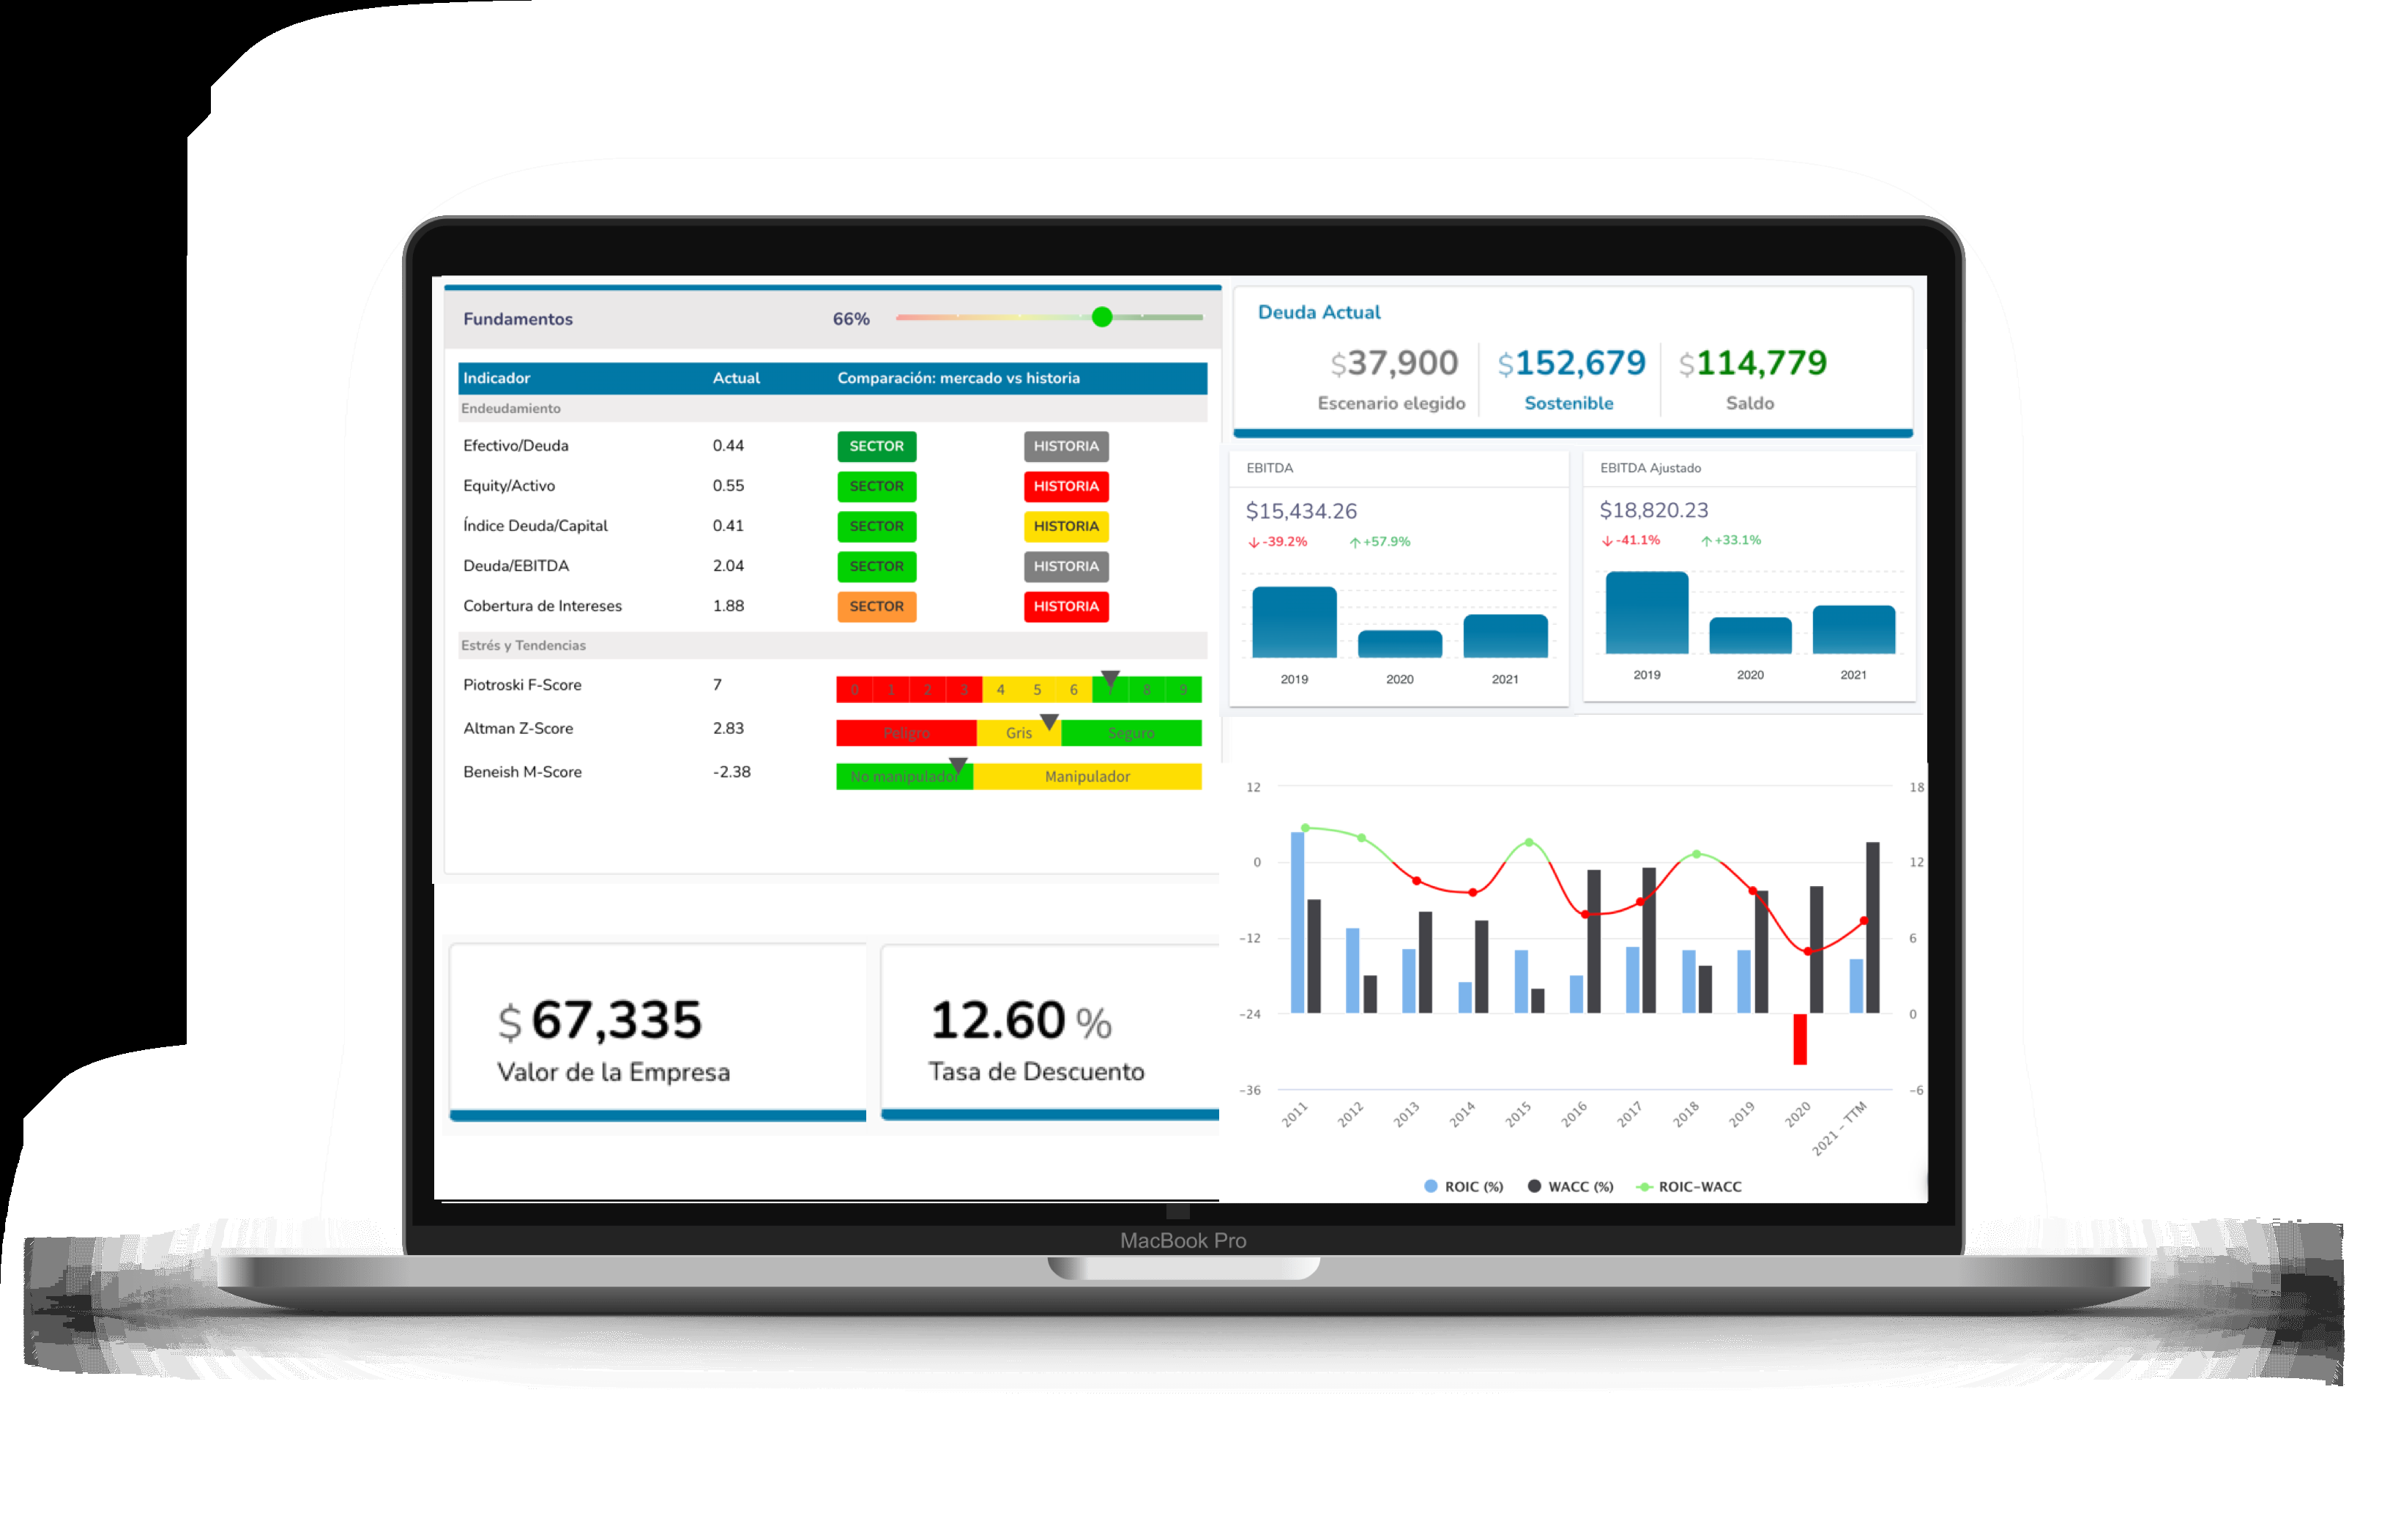 Fundamentos 66%
Indicador Actual Comparación: mercado vs historia
Endeudamiento
Efectivo/Deuda 0.44 SECTOR HISTORIA
Equity/Activo 0.55 SECTOR HISTORIA
Índice Deuda/Capital 0.41 SECTOR HISTORIA
Deuda/EBITDA 2.04 SECTOR HISTORIA
Cobertura de Intereses 1.88 SECTOR HISTORIA
Estrés y Tendencias
Piotroski F-Score 7 0 1 2 3 4 5 6 7 8 9
Altman Z-Score 2.83 Peligro Gris Seguro
Beneish M-Score -2.38 No manipulador Manipulador
$ 67,335
Valor de la Empresa
12.60 %
Tasa de Descuento
Deuda Actual
$37,900 $152,679 $114,779
Escenario elegido Sostenible Saldo
EBITDA
$15,434.26
↓-39.2% ↑+57.9%
2019 2020 2021
EBITDA Ajustado
$18,820.23
↓-41.1% ↑+33.1%
2019 2020 2021
12 18
0 12
-12 6
-24 0
-36 -6
2011 2012 2013 2014 2015 2016 2017 2018 2019 2020 2021 - TTM
ROIC (%) WACC (%) ROIC-WACC
MacBook Pro